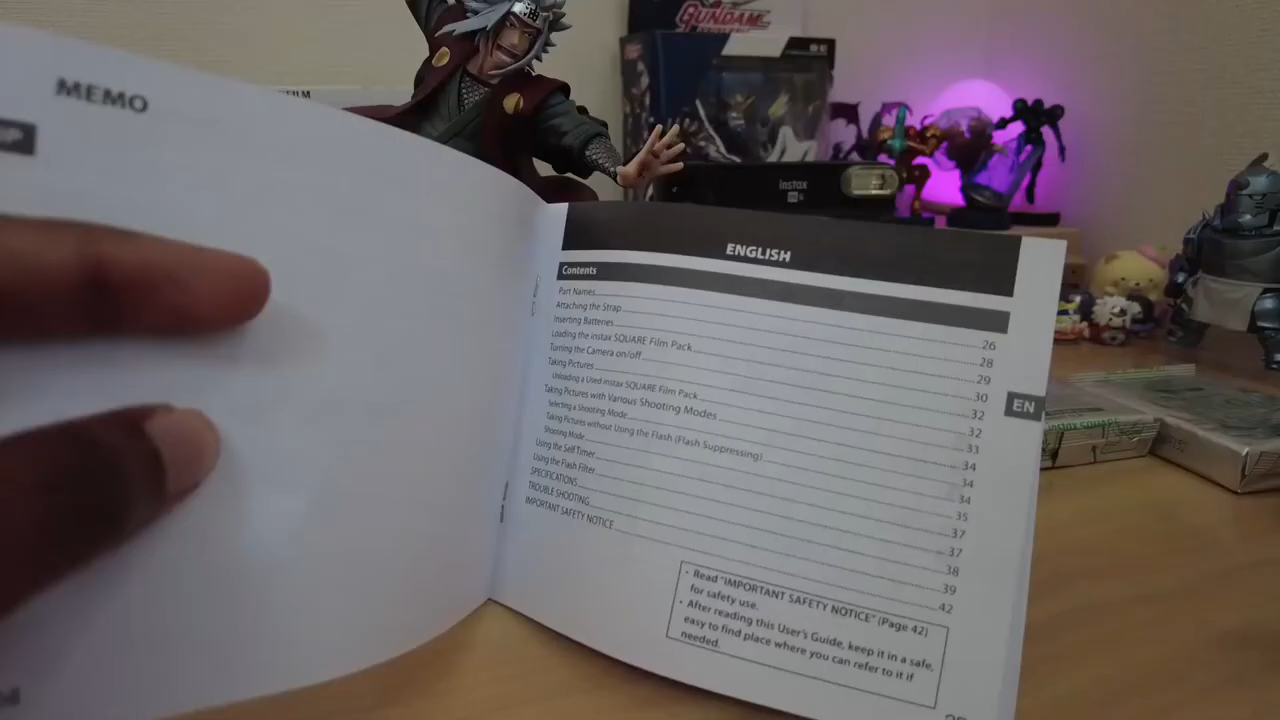 MEMO
FILM
油
GUNDAM
instax
ENGLISH
Contents
Part Names 26
Attaching the Strap 28
Inserting Batteries 29
Loading the instax SQUARE Film Pack 30
Turning the Camera on/off 32
Taking Pictures 32
Unloading a Used instax SQUARE Film Pack 33
Taking Pictures with Various Shooting Modes 34
Selecting a Shooting Mode 34
Taking Pictures without Using the Flash (Flash Suppressing) 34
Shooting Mode 35
Using the Self Timer 37
Using the Flash Filter 37
SPECIFICATIONS 38
TROUBLE SHOOTING 39
IMPORTANT SAFETY NOTICE 42
EN
• Read "IMPORTANT SAFETY NOTICE" (Page 42)
for safety use.
• After reading this User's Guide, keep it in a safe,
easy to find place where you can refer to it if
needed.
instax SQUARE